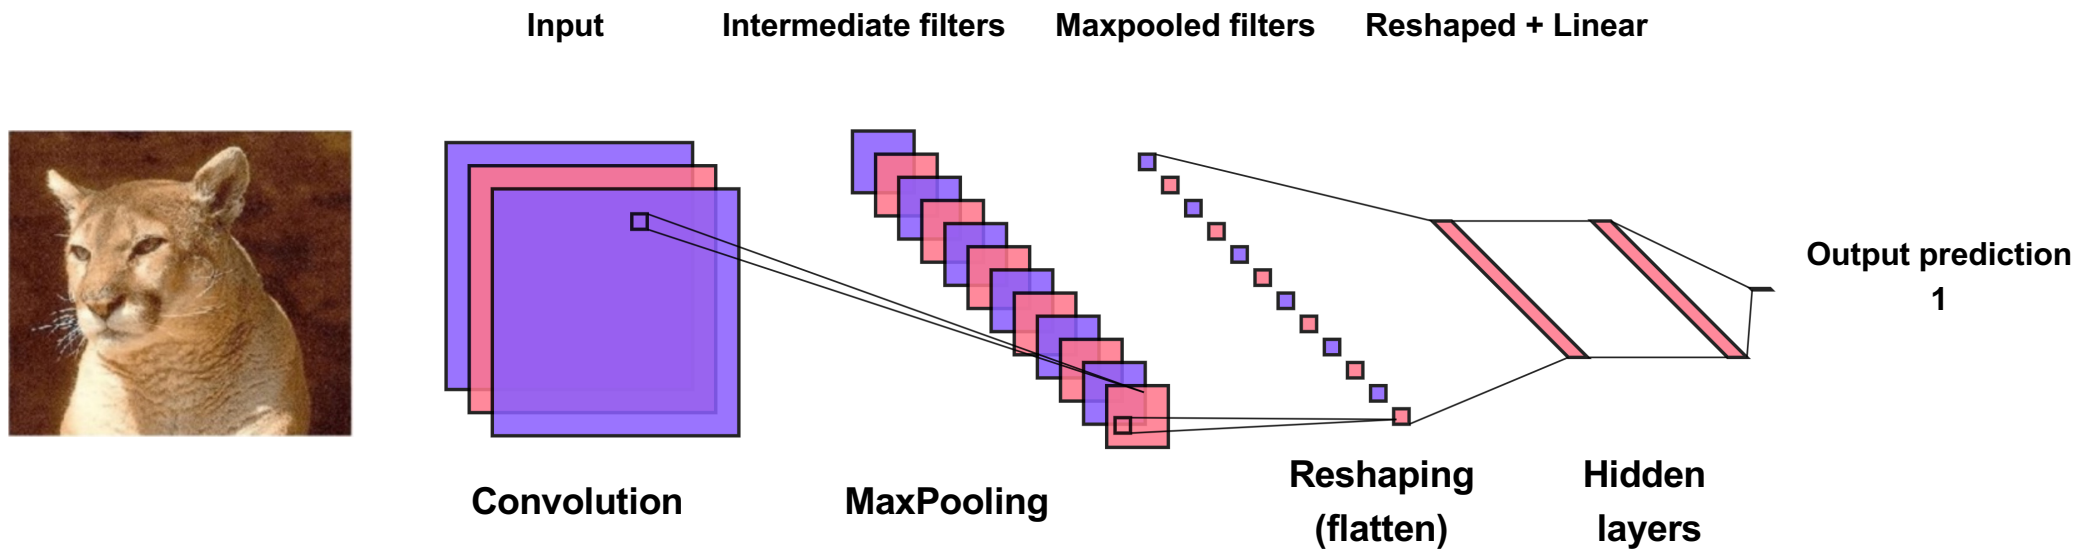 Input
Intermediate filters
Maxpooled filters
Reshaped + Linear
Output prediction
1
Convolution
MaxPooling
Reshaping
(flatten)
Hidden
layers